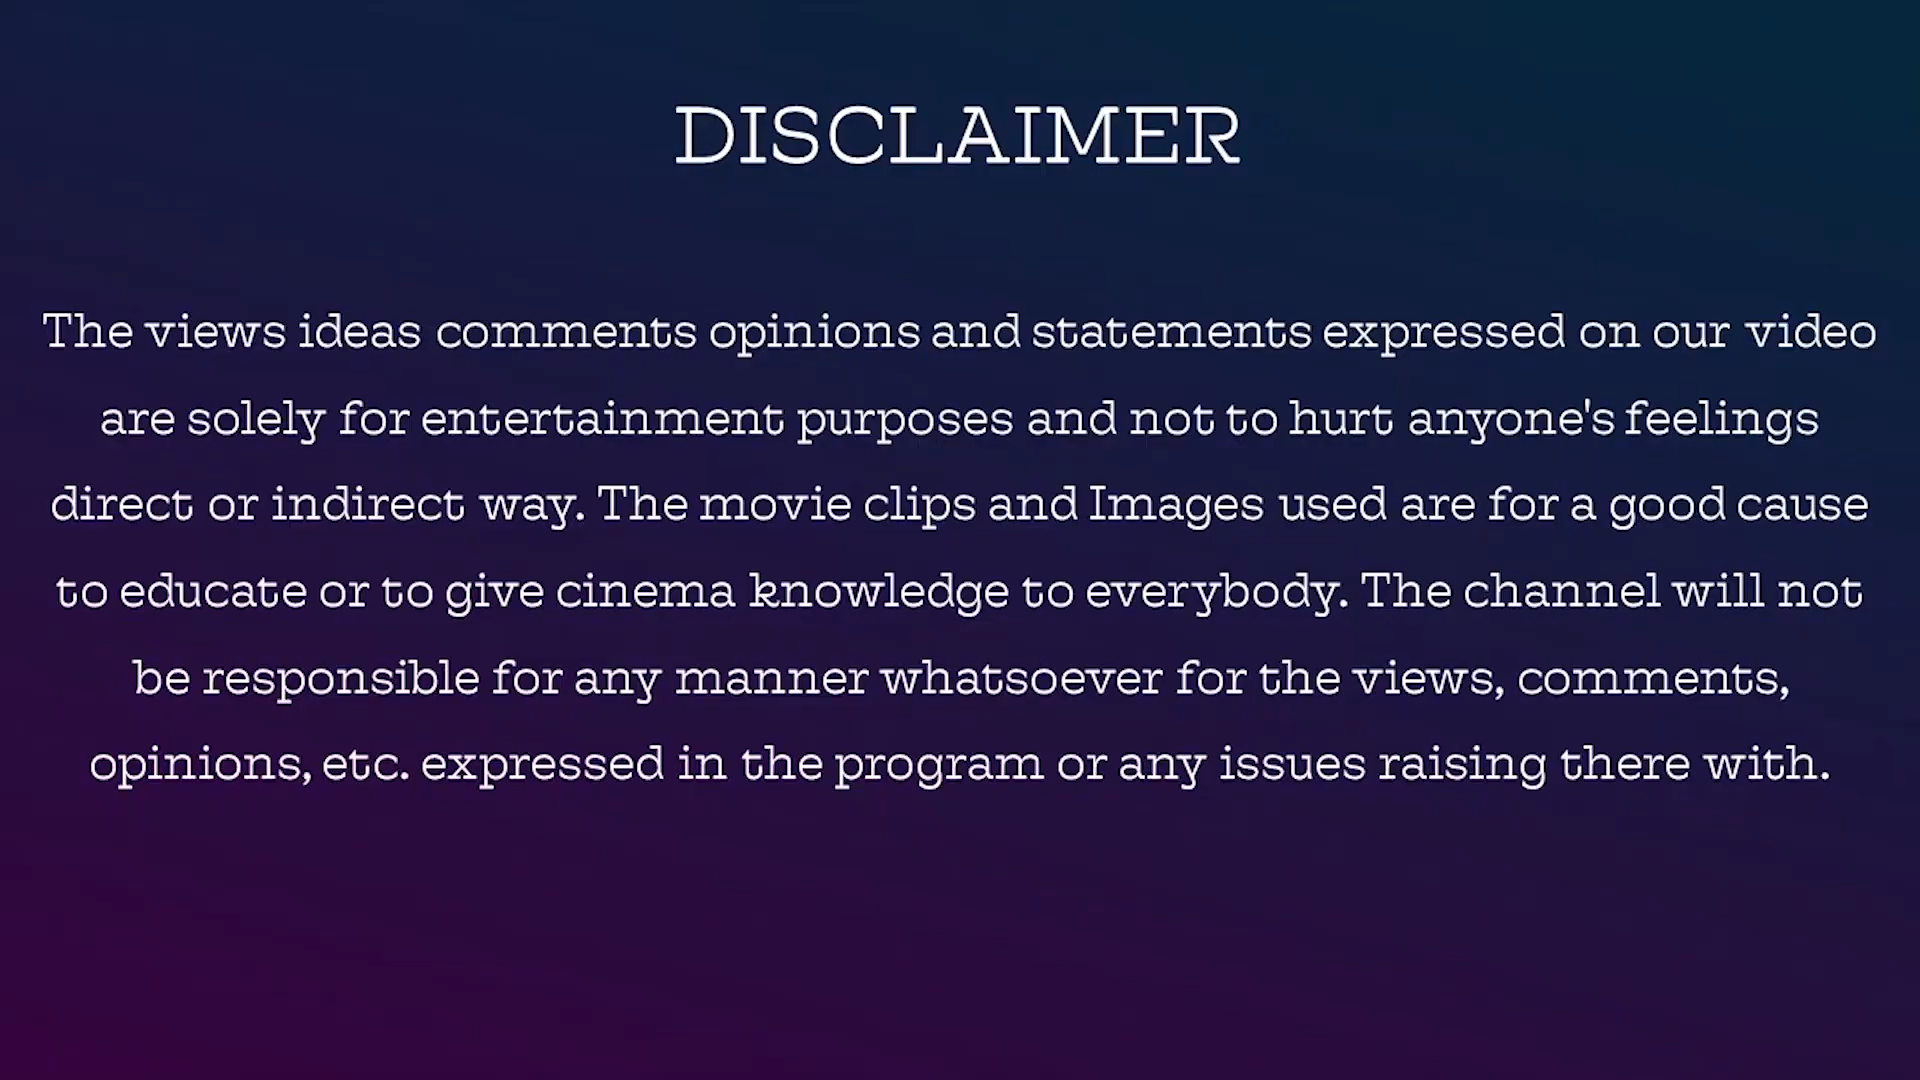 DISCLAIMER
The views ideas comments opinions and statements expressed on our video
are solely for entertainment purposes and not to hurt anyone's feelings
direct or indirect way. The movie clips and Images used are for a good cause
to educate or to give cinema knowledge to everybody. The channel will not
be responsible for any manner whatsoever for the views, comments,
opinions, etc. expressed in the program or any issues raising there with.